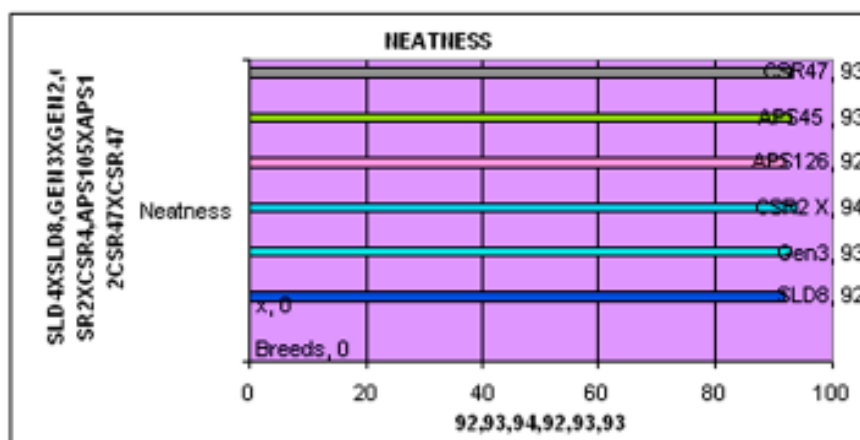 NEATNESS
SLD4XSLD8,GEN3XGEN2,
SR2XCSR4,APS105XAPS1
2CSR47XCSR47
Neatness
CSR47, 93
APS45 , 93
APS126, 92
CSR2 X, 94
Gen3, 93
SLD8, 92
x, 0
Breeds, 0
0 20 40 60 80 100
92,93,94,92,93,93